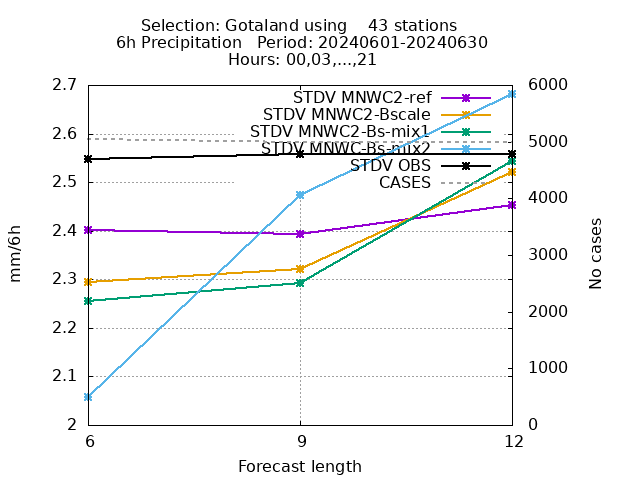 Selection: Gotaland using    43 stations
6h Precipitation   Period: 20240601-20240630
Hours: 00,03,...,21
2.7
2.6
2.5
2.4
2.3
2.2
2.1
2
6000
5000
4000
3000
2000
1000
0
STDV MNWC2-ref
STDV MNWC2-Bscale
STDV MNWC2-Bs-mix1
STDV MNWC-Bs-mix2
STDV OBS
CASES
mm/6h
No cases
6
9
12
Forecast length